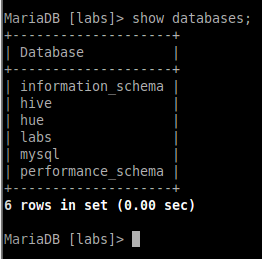 MariaDB [labs]> show databases;
+--------------------+
| Database           |
+--------------------+
| information_schema |
| hive               |
| hue                |
| labs               |
| mysql              |
| performance_schema |
+--------------------+
6 rows in set (0.00 sec)
MariaDB [labs]>